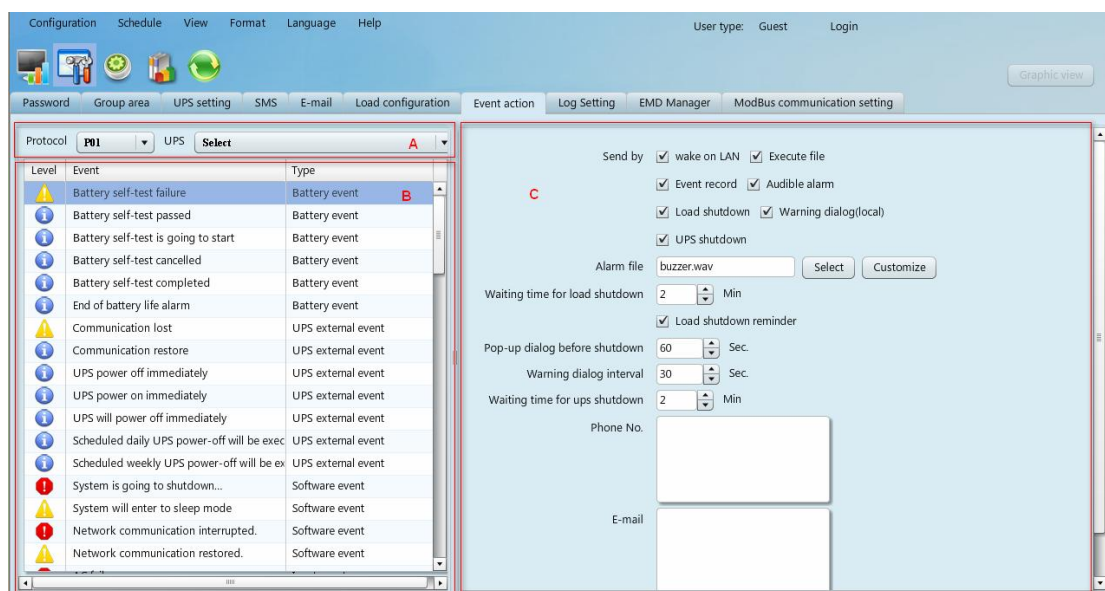 Configuration Schedule View Format Language Help User type: Guest Login
Graphic view
Password Group area UPS setting SMS E-mail Load configuration Event action Log Setting EMD Manager ModBus communication setting
Protocol P01 UPS Select A
Level Event Type
Battery self-test failure Battery event B
Battery self-test passed Battery event
Battery self-test is going to start Battery event
Battery self-test cancelled Battery event
Battery self-test completed Battery event
End of battery life alarm Battery event
Communication lost UPS external event
Communication restore UPS external event
UPS power off immediately UPS external event
UPS power on immediately UPS external event
UPS will power off immediately UPS external event
Scheduled daily UPS power-off will be exec UPS external event
Scheduled weekly UPS power-off will be ex UPS external event
System is going to shutdown... Software event
System will enter to sleep mode Software event
Network communication interrupted. Software event
Network communication restored. Software event
C
Send by wake on LAN Execute file
Event record Audible alarm
Load shutdown Warning dialog(local)
UPS shutdown
Alarm file buzzer.wav Select Customize
Waiting time for load shutdown 2 Min
Load shutdown reminder
Pop-up dialog before shutdown 60 Sec.
Warning dialog interval 30 Sec.
Waiting time for ups shutdown 2 Min
Phone No.
E-mail